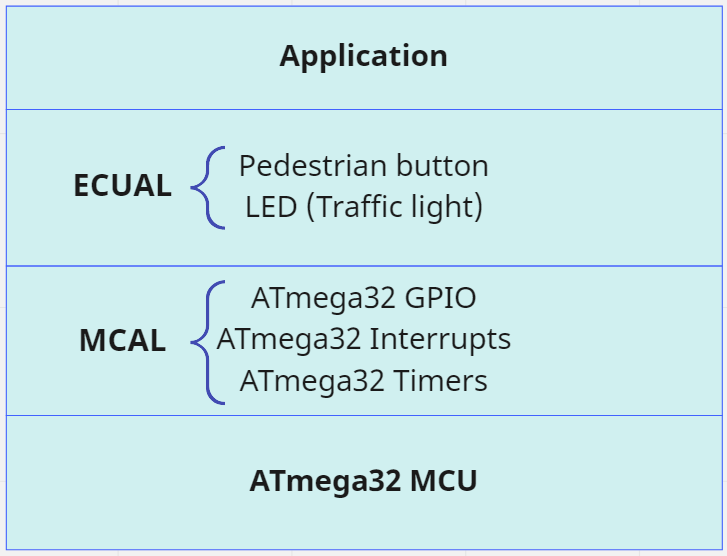 Application
ECUAL
Pedestrian button
LED (Traffic light)
MCAL
ATmega32 GPIO
ATmega32 Interrupts
ATmega32 Timers
ATmega32 MCU